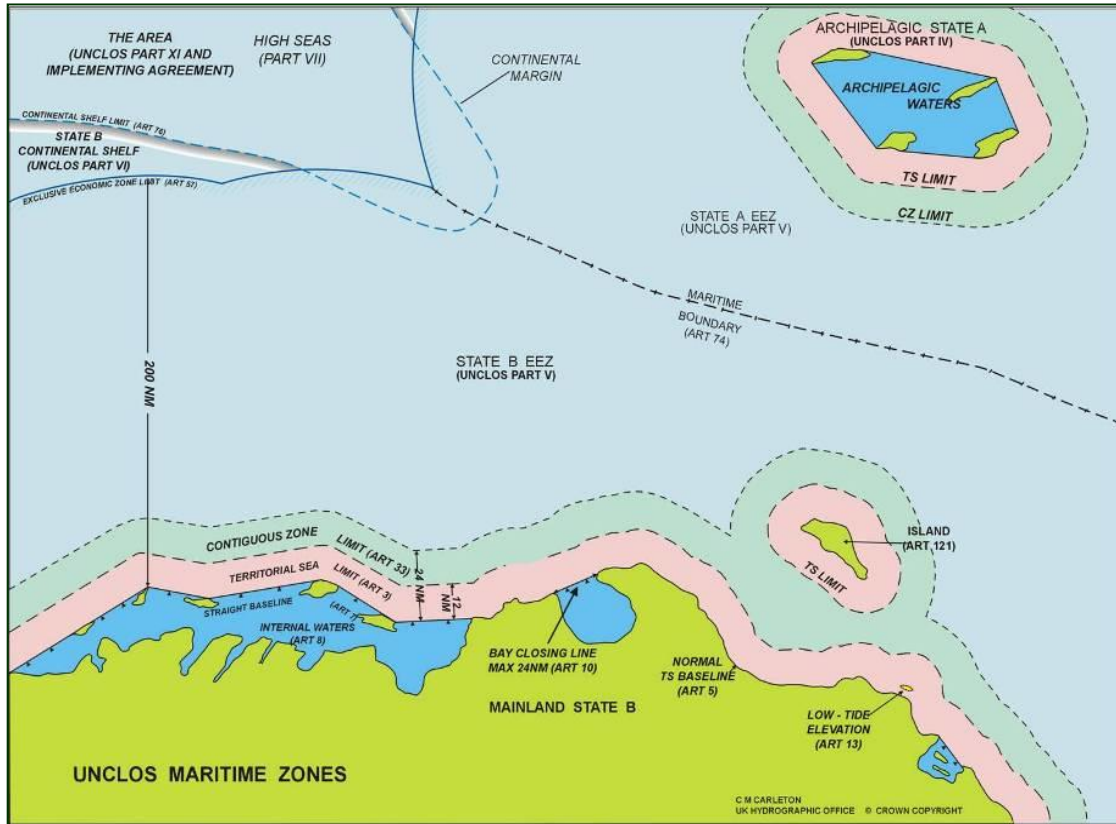 THE AREA
(UNCLOS PART XI AND
IMPLEMENTING AGREEMENT)
HIGH SEAS
(PART VII)
CONTINENTAL
MARGIN
ARCHIPELAGIC STATE A
(UNCLOS PART IV)
ARCHIPELAGIC
WATERS
TS LIMIT
CZ LIMIT
CONTINENTAL SHELF LIMIT (ART 76)
STATE B
CONTINENTAL SHELF
(UNCLOS PART VI)
EXCLUSIVE ECONOMIC ZONE LIMIT (ART 57)
STATE A EEZ
(UNCLOS PART V)
MARITIME
BOUNDARY
(ART 74)
200 NM
STATE B EEZ
(UNCLOS PART V)
CONTIGUOUS ZONE
LIMIT (ART 33)
24 NM
TERRITORIAL SEA
LIMIT (ART 3)
12
NM
STRAIGHT BASELINE
(ART 7)
INTERNAL WATERS
(ART 8)
ISLAND
(ART 121)
TS LIMIT
BAY CLOSING LINE
MAX 24NM (ART 10)
NORMAL
TS BASELINE
(ART 5)
MAINLAND STATE B
LOW - TIDE
ELEVATION
(ART 13)
UNCLOS MARITIME ZONES
C M CARLETON
UK HYDROGRAPHIC OFFICE © CROWN COPYRIGHT